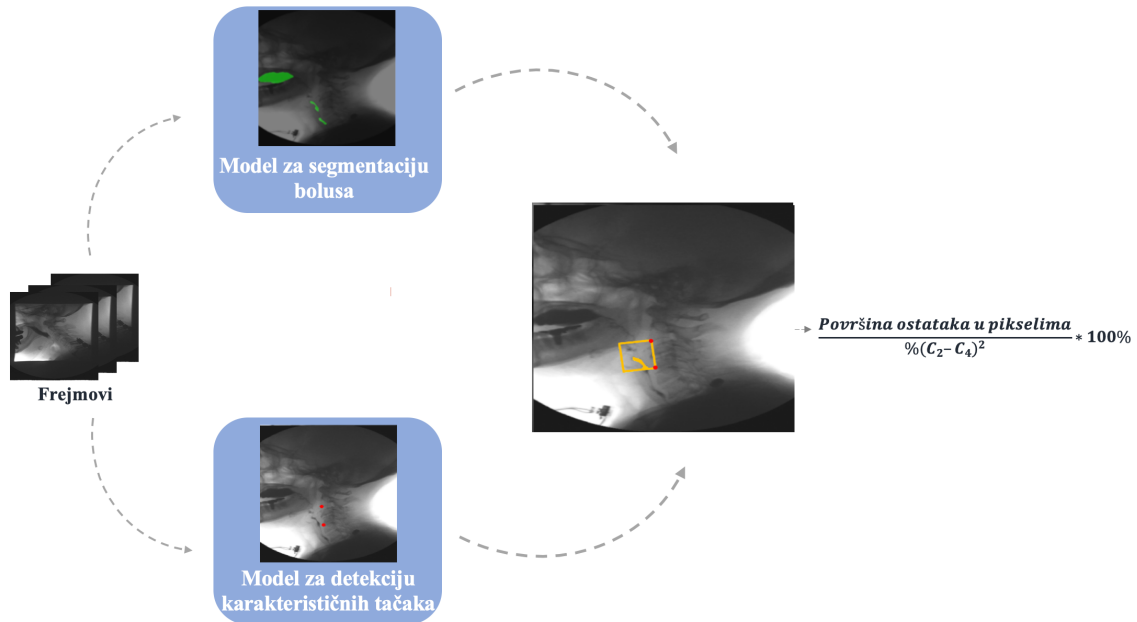 Model za segmentaciju
bolusa
Frejmovi
Površina ostataka u pikselima
%(C₂–C₄)²
* 100%
Model za detekciju
karakterističnih tačaka